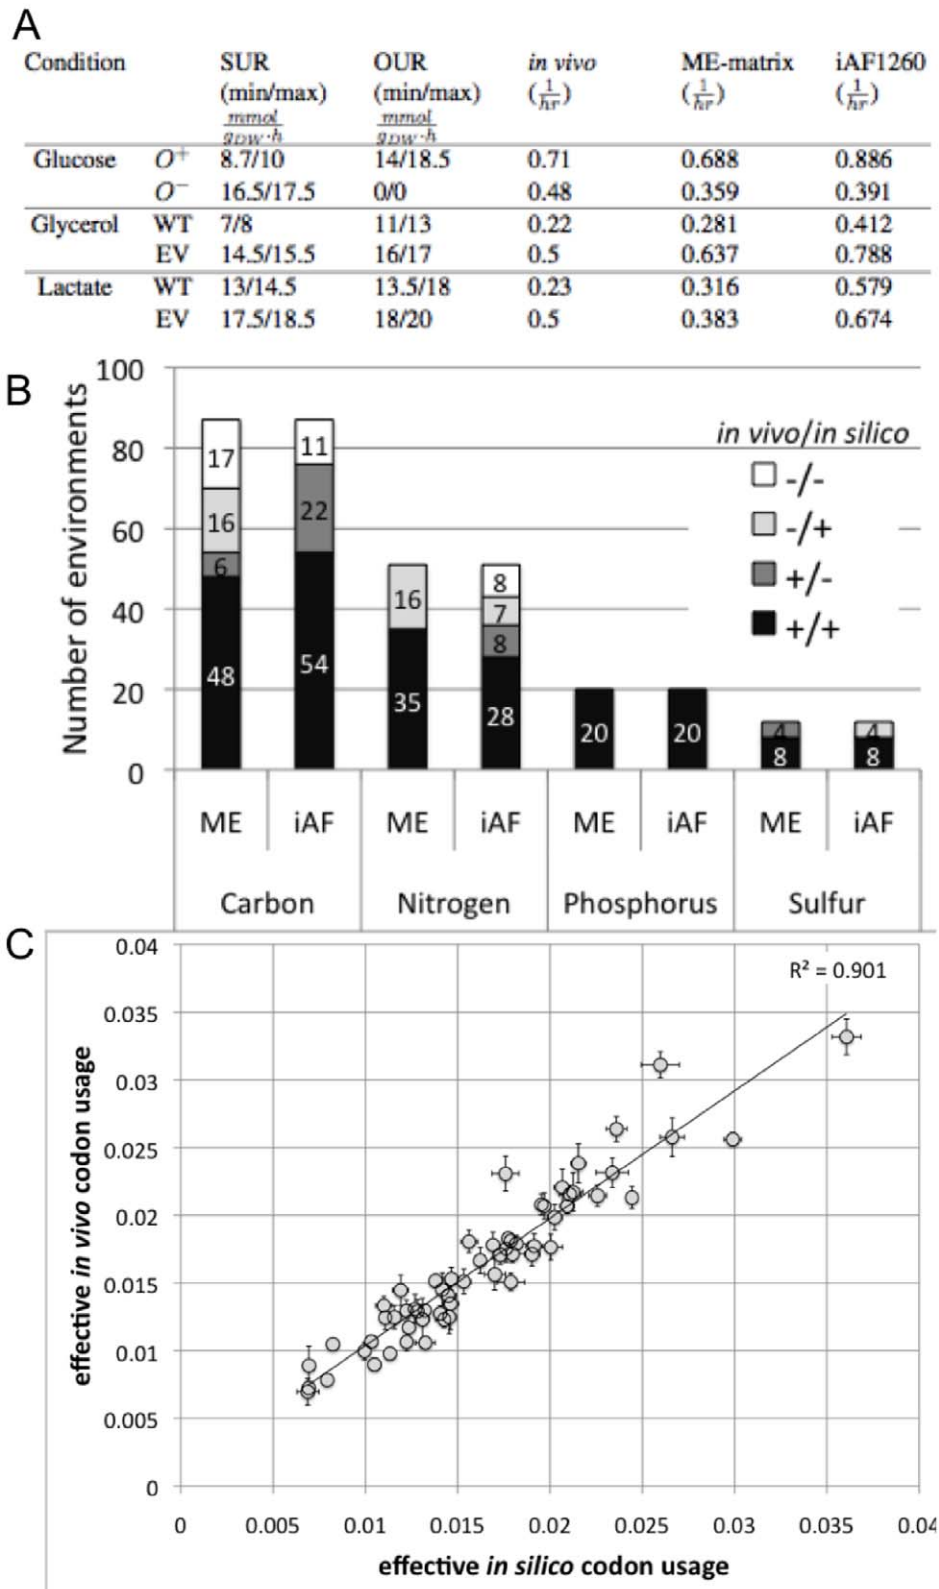 A
Condition SUR OUR in vivo ME-matrix iAF1260
(min/max) (min/max) (1/hr) (1/hr) (1/hr)
mmol/gDW·h mmol/gDW·h
Glucose O+ 8.7/10 14/18.5 0.71 0.688 0.886
O− 16.5/17.5 0/0 0.48 0.359 0.391
Glycerol WT 7/8 11/13 0.22 0.281 0.412
EV 14.5/15.5 16/17 0.5 0.637 0.788
Lactate WT 13/14.5 13.5/18 0.23 0.316 0.579
EV 17.5/18.5 18/20 0.5 0.383 0.674
B
Number of environments
100
80
60
40
20
0
17
16
6
48
11
22
54
16
35
8
7
8
28
20
20
4
8
4
8
in vivo/in silico
-/-
-/+
+/-
+/+
ME iAF ME iAF ME iAF ME iAF
Carbon Nitrogen Phosphorus Sulfur
C
effective in vivo codon usage
0.04
0.035
0.03
0.025
0.02
0.015
0.01
0.005
0
R² = 0.901
0 0.005 0.01 0.015 0.02 0.025 0.03 0.035 0.04
effective in silico codon usage